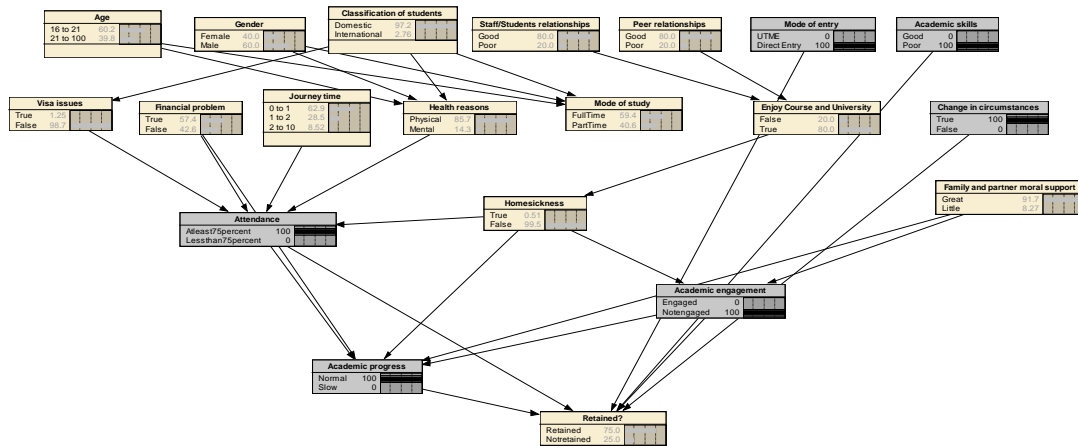 Age
16 to 21 60.2
21 to 100 39.8
Gender
Female 40.0
Male 60.0
Classification of students
Domestic 97.2
International 2.76
Staff/Students relationships
Good 80.0
Poor 20.0
Peer relationships
Good 80.0
Poor 20.0
Mode of entry
UTME 0
Direct Entry 100
Academic skills
Good 0
Poor 100
Visa issues
True 1.25
False 98.7
Financial problem
True 57.4
False 42.6
Journey time
0 to 1 62.9
1 to 2 28.5
2 to 10 8.52
Health reasons
Physical 85.7
Mental 14.3
Mode of study
FullTime 59.4
PartTime 40.6
Enjoy Course and University
False 20.0
True 80.0
Change in circumstances
True 100
False 0
Family and partner moral support
Great 91.7
Little 8.27
Attendance
Atleast75percent 100
Lessthan75percent 0
Homesickness
True 0.51
False 99.5
Academic engagement
Engaged 0
Notengaged 100
Academic progress
Normal 100
Slow 0
Retained?
Retained 75.0
Notretained 25.0